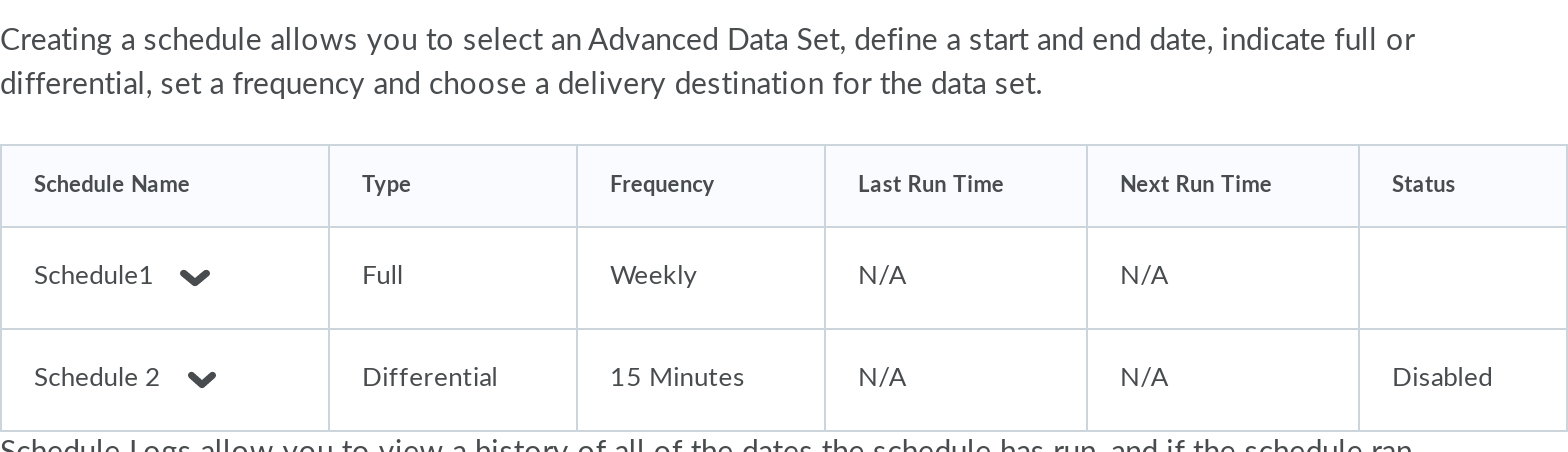 Creating a schedule allows you to select an Advanced Data Set, define a start and end date, indicate full or
differential, set a frequency and choose a delivery destination for the data set.
Schedule Name Type Frequency Last Run Time Next Run Time Status
Schedule1 Full Weekly N/A N/A
Schedule 2 Differential 15 Minutes N/A N/A Disabled
Schedule Logs allow you to view a history of all of the dates the schedule has run, and if the schedule ran